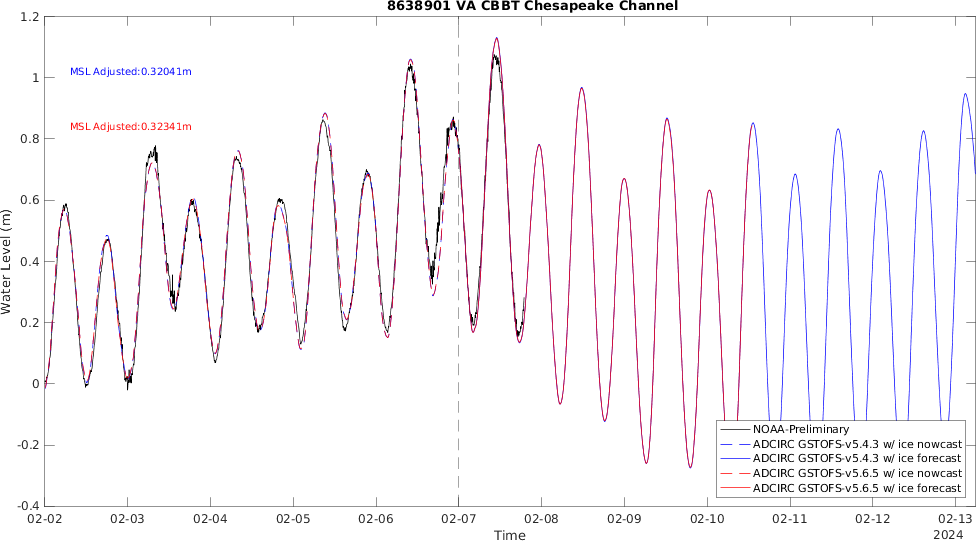 8638901 VA CBBT Chesapeake Channel
1.2
1
0.8
0.6
0.4
0.2
0
-0.2
-0.4
Water Level (m)
MSL Adjusted:0.32041m
MSL Adjusted:0.32341m
NOAA-Preliminary
ADCIRC GSTOFS-v5.4.3 w/ ice nowcast
ADCIRC GSTOFS-v5.4.3 w/ ice forecast
ADCIRC GSTOFS-v5.6.5 w/ ice nowcast
ADCIRC GSTOFS-v5.6.5 w/ ice forecast
02-02 02-03 02-04 02-05 02-06 02-07 02-08 02-09 02-10 02-11 02-12 02-13
Time 2024